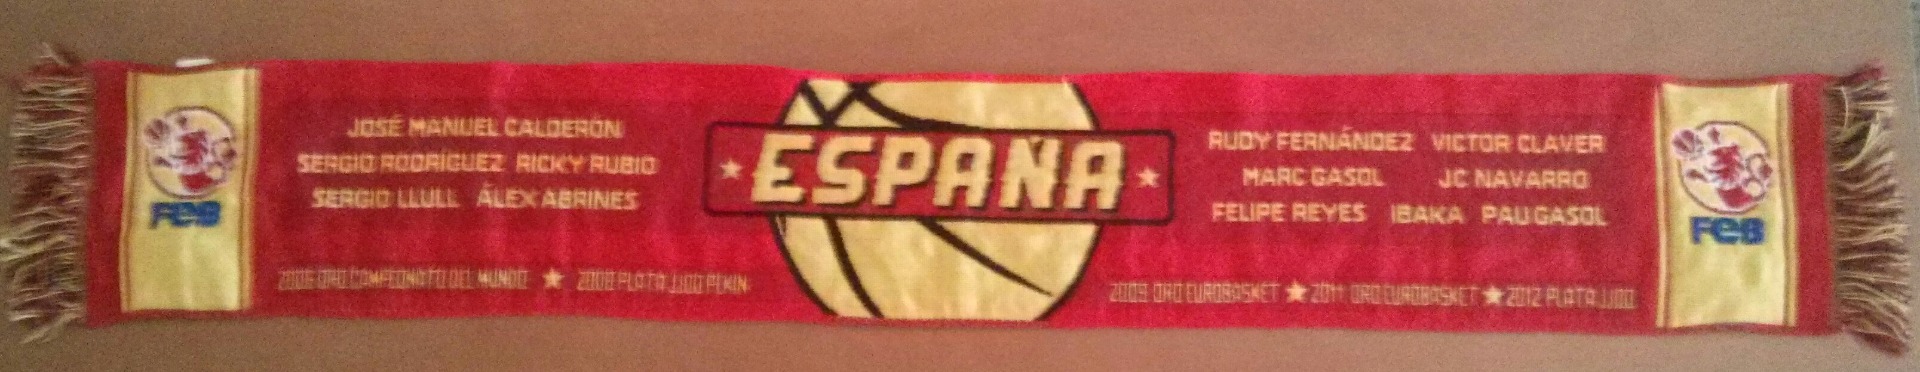 FeB
JOSÉ MANUEL CALDERÓN
SERGIO RODRÍGUEZ RICKY RUBIO
SERGIO LLULL ÁLEX ABRINES
2006 ORO CAMPEONATO DEL MUNDO ★ 2008 PLATA JJOO PEKIN
★ ESPAÑA ★
RUDY FERNÁNDEZ VICTOR CLAVER
MARC GASOL JC NAVARRO
FELIPE REYES IBAKA PAU GASOL
2009 ORO EUROBASKET ★ 2011 ORO EUROBASKET ★ 2012 PLATA JJOO
FeB